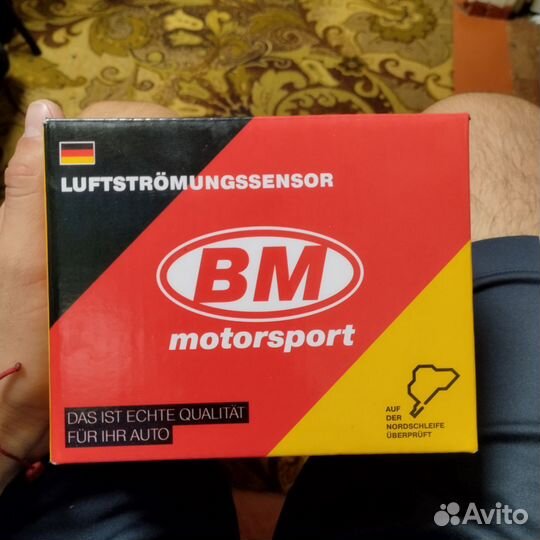 LUFTSTRÖMUNGSSENSOR
BM
motorsport
DAS IST ECHTE QUALITÄT
FÜR IHR AUTO
AUF
DER
NORDSCHLEIFE
ÜBERPRÜFT
Avito